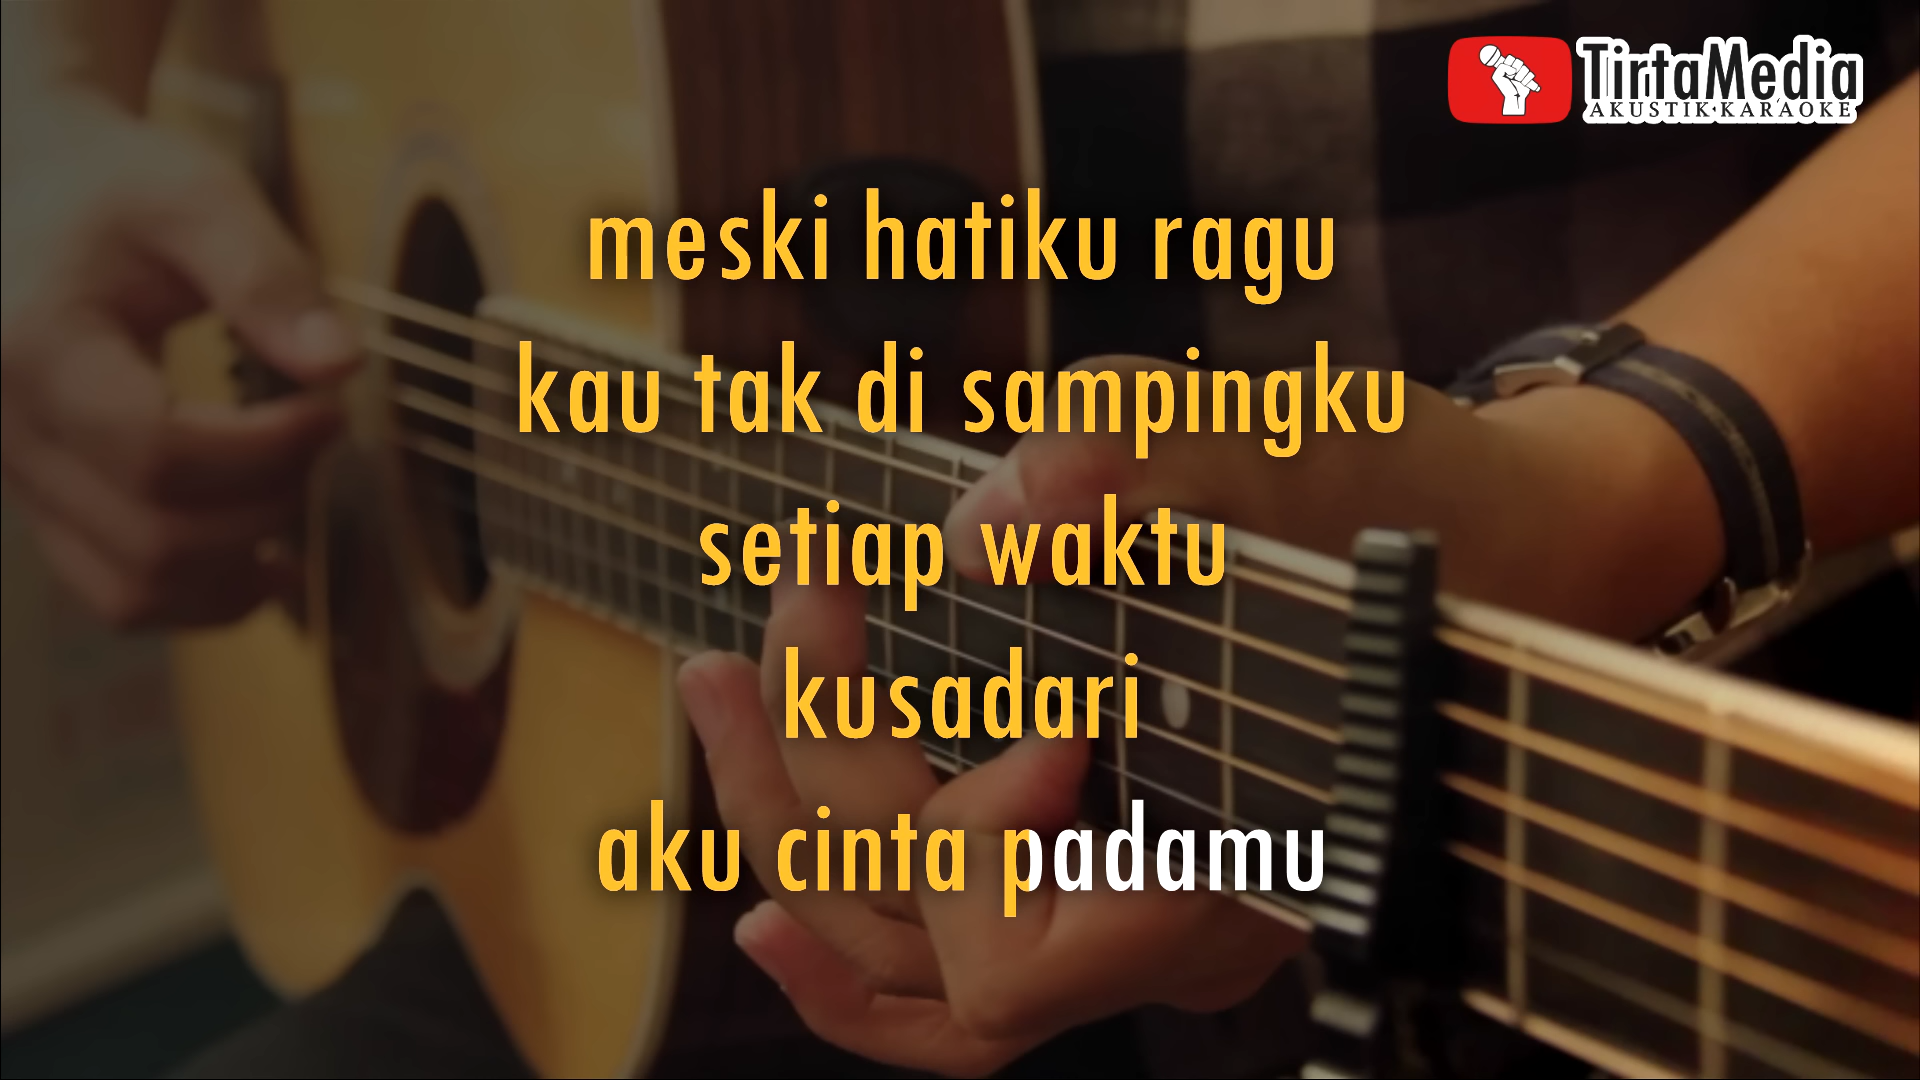 TirtaMedia
AKUSTIK KARAOKE
meski hatiku ragu
kau tak di sampingku
setiap waktu
kusadari
aku cinta padamu